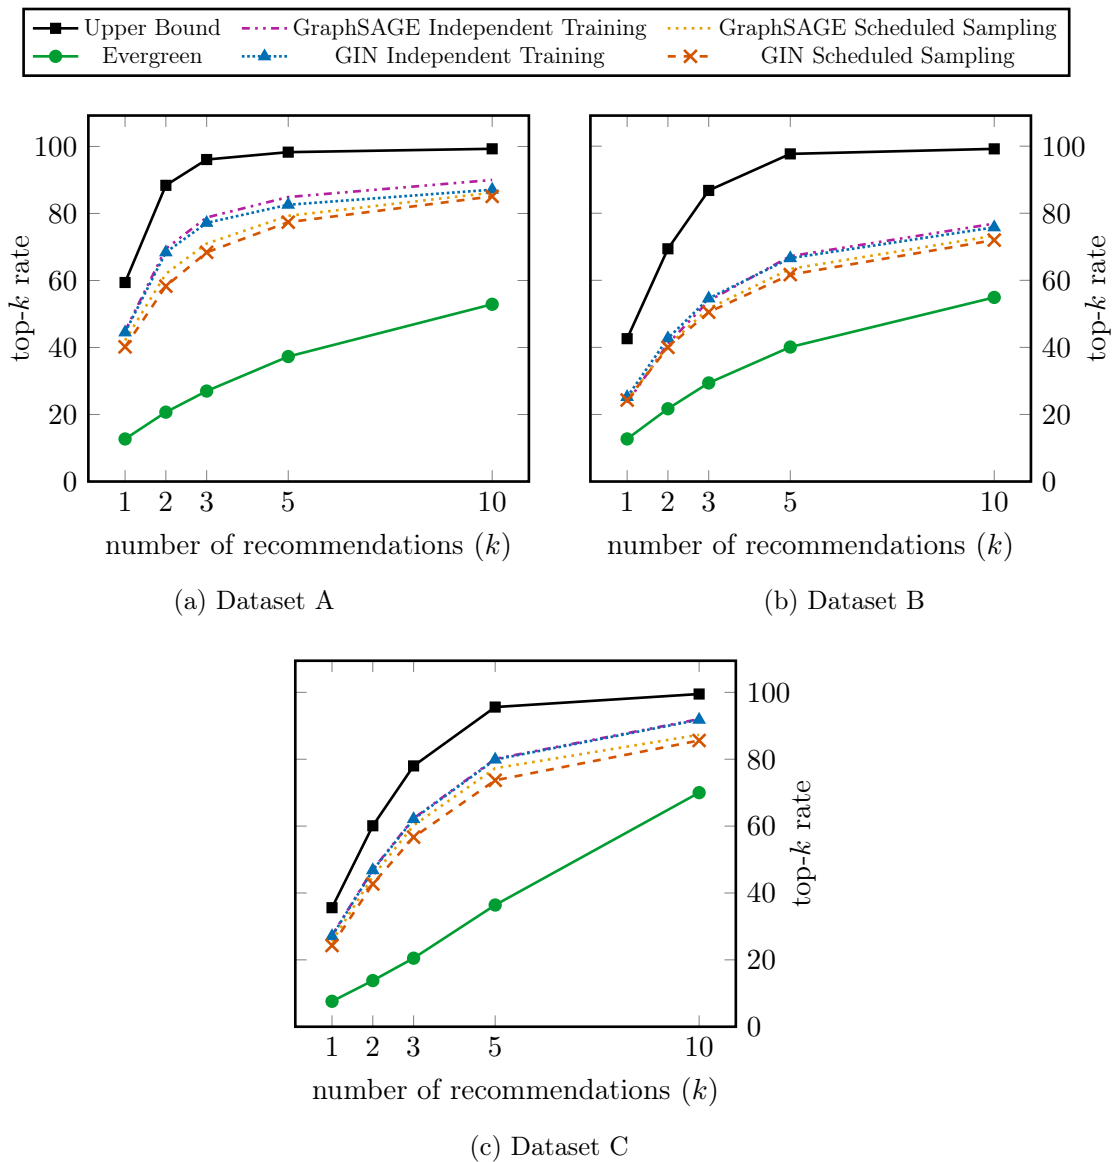 Upper Bound GraphSAGE Independent Training GraphSAGE Scheduled Sampling
Evergreen GIN Independent Training GIN Scheduled Sampling
100
80
60
40
20
0
top-k rate
1 2 3 5 10
number of recommendations (k)
(a) Dataset A
100
80
60
40
20
0
top-k rate
1 2 3 5 10
number of recommendations (k)
(b) Dataset B
100
80
60
40
20
0
top-k rate
1 2 3 5 10
number of recommendations (k)
(c) Dataset C